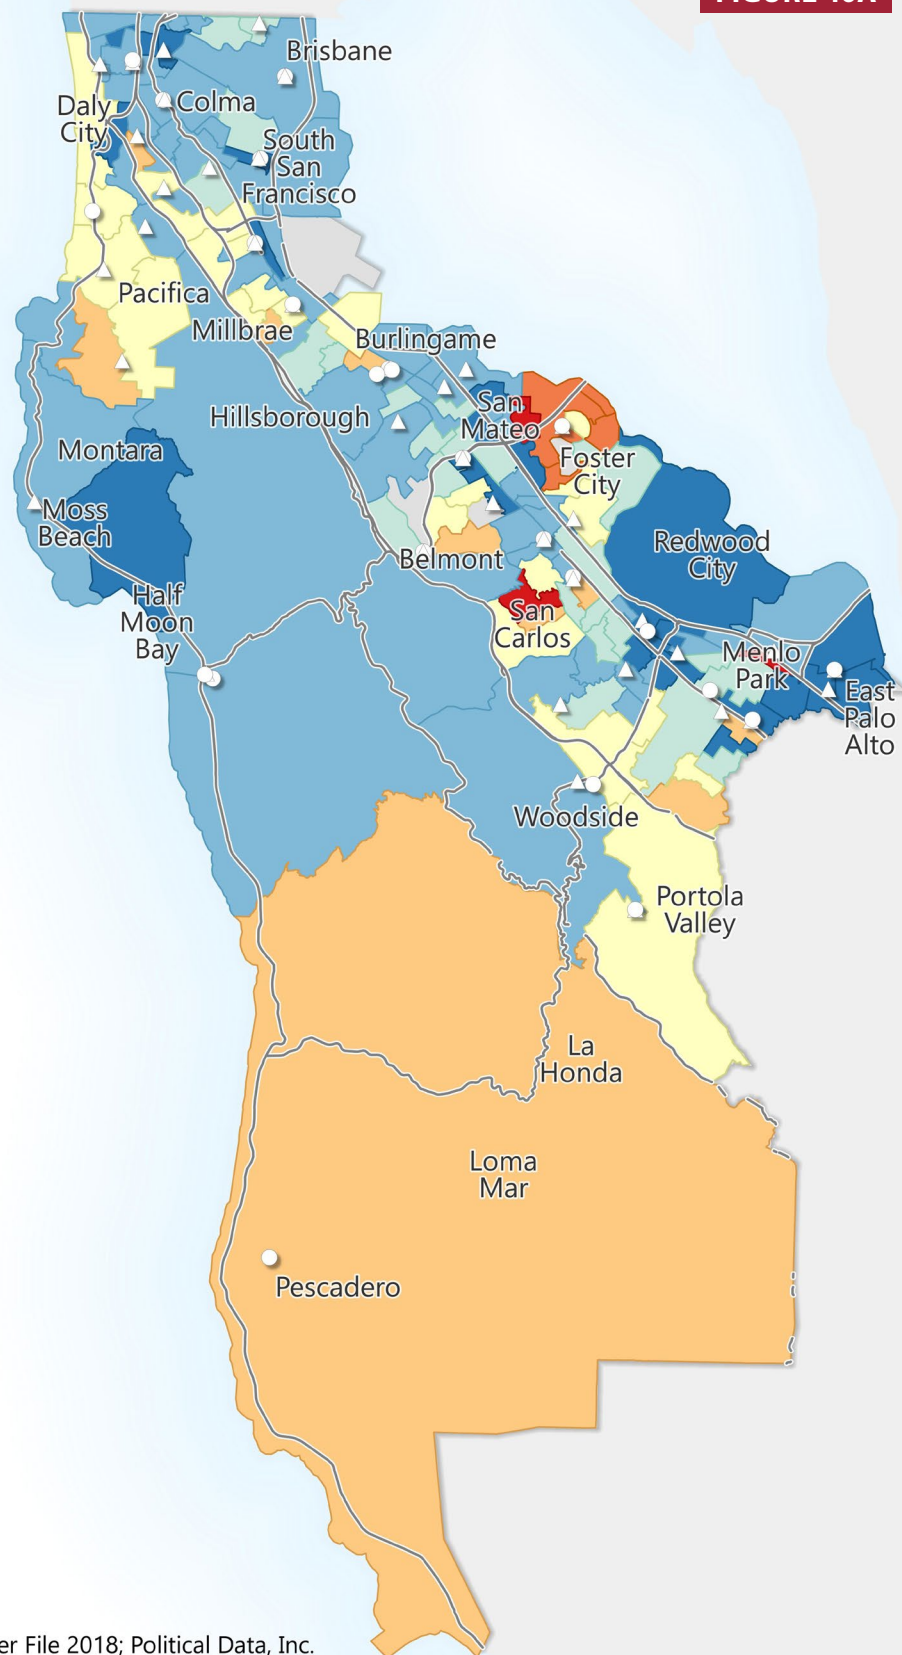 Brisbane
Daly
City
Colma
South
San
Francisco
Pacifica
Millbrae
Burlingame
Hillsborough
San
Mateo
Montara
Foster
City
Moss
Beach
Redwood
City
Belmont
Half
Moon
Bay
San
Carlos
Menlo
Park
East
Palo
Alto
Woodside
Portola
Valley
La
Honda
Loma
Mar
Pescadero
File 2018; Political Data, Inc.